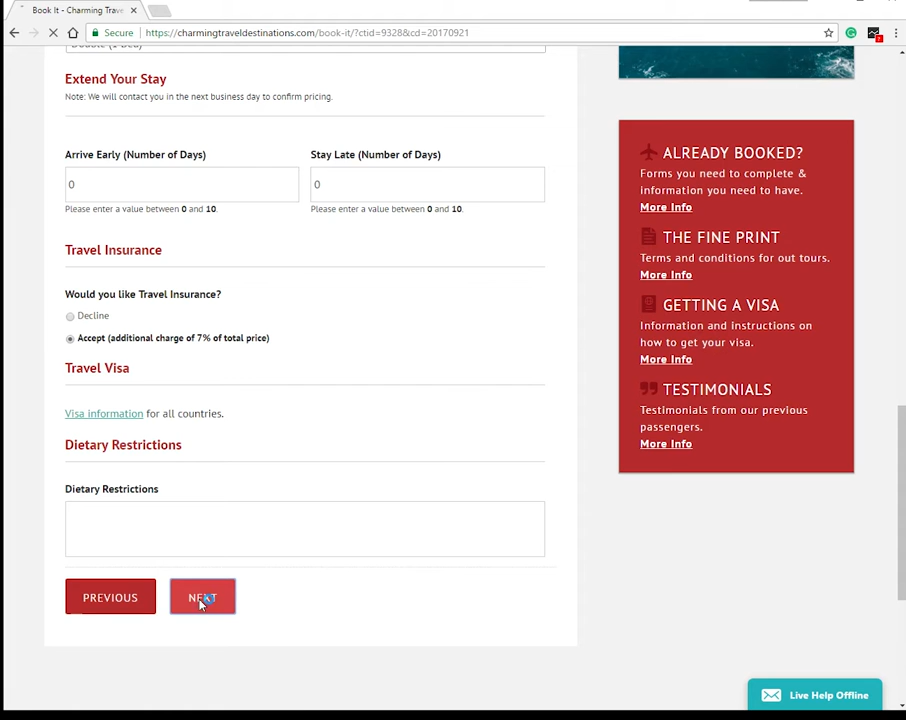 Book It - Charming Trave
Secure
https://charmingtraveldestinations.com/book-it/?ctid=9328&cd=20170921
Double (1 Bed)
Extend Your Stay
Note: We will contact you in the next business day to confirm pricing.
Arrive Early (Number of Days)
Stay Late (Number of Days)
0
0
Please enter a value between 0 and 10.
Please enter a value between 0 and 10.
Travel Insurance
Would you like Travel Insurance?
Decline
Accept (additional charge of 7% of total price)
Travel Visa
Visa information for all countries.
Dietary Restrictions
Dietary Restrictions
PREVIOUS
NEXT
ALREADY BOOKED?
Forms you need to complete &
information you need to have.
More Info
THE FINE PRINT
Terms and conditions for out tours.
More Info
GETTING A VISA
Information and instructions on
how to get your visa.
More Info
TESTIMONIALS
Testimonials from our previous
passengers.
More Info
Live Help Offline